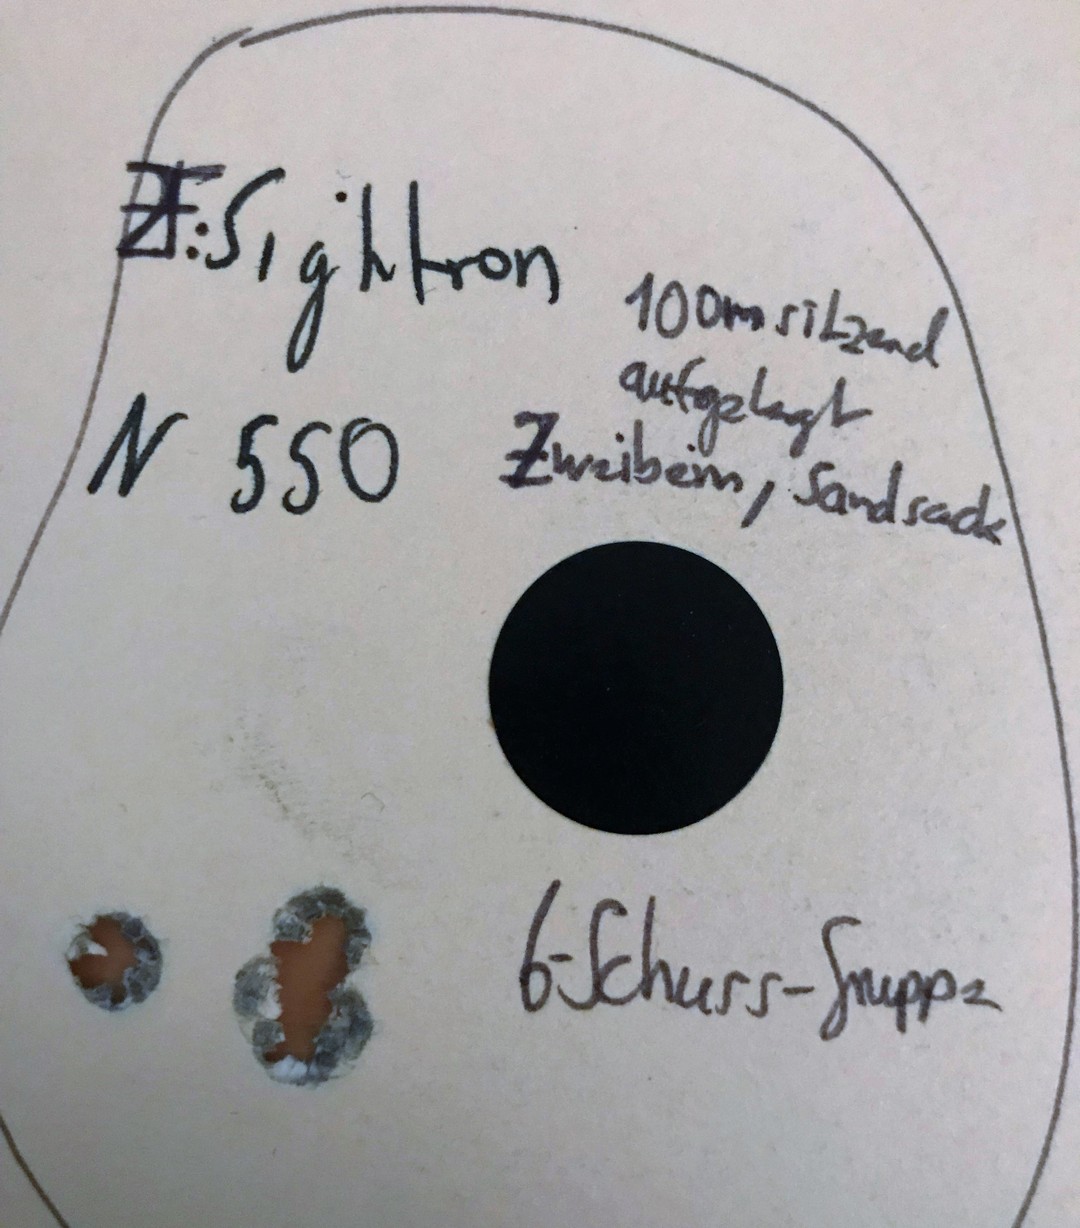 ZF: Sightron
100m sitzend
aufgelegt
N 550
Zweibein, Sandsack
6-Schuss-Gruppe